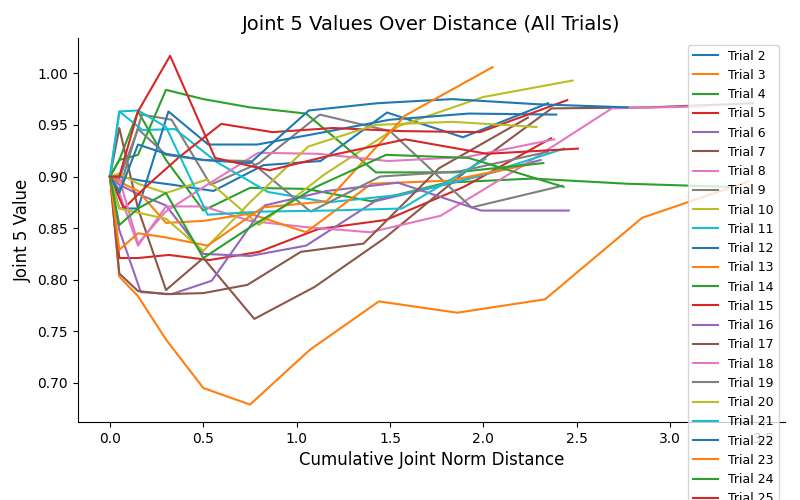 Joint 5 Values Over Distance (All Trials)
Joint 5 Value
1.00
0.95
0.90
0.85
0.80
0.75
0.70
0.0
0.5
1.0
1.5
2.0
2.5
3.0
3.5
Cumulative Joint Norm Distance
Trial 2
Trial 3
Trial 4
Trial 5
Trial 6
Trial 7
Trial 8
Trial 9
Trial 10
Trial 11
Trial 12
Trial 13
Trial 14
Trial 15
Trial 16
Trial 17
Trial 18
Trial 19
Trial 20
Trial 21
Trial 22
Trial 23
Trial 24
Trial 25